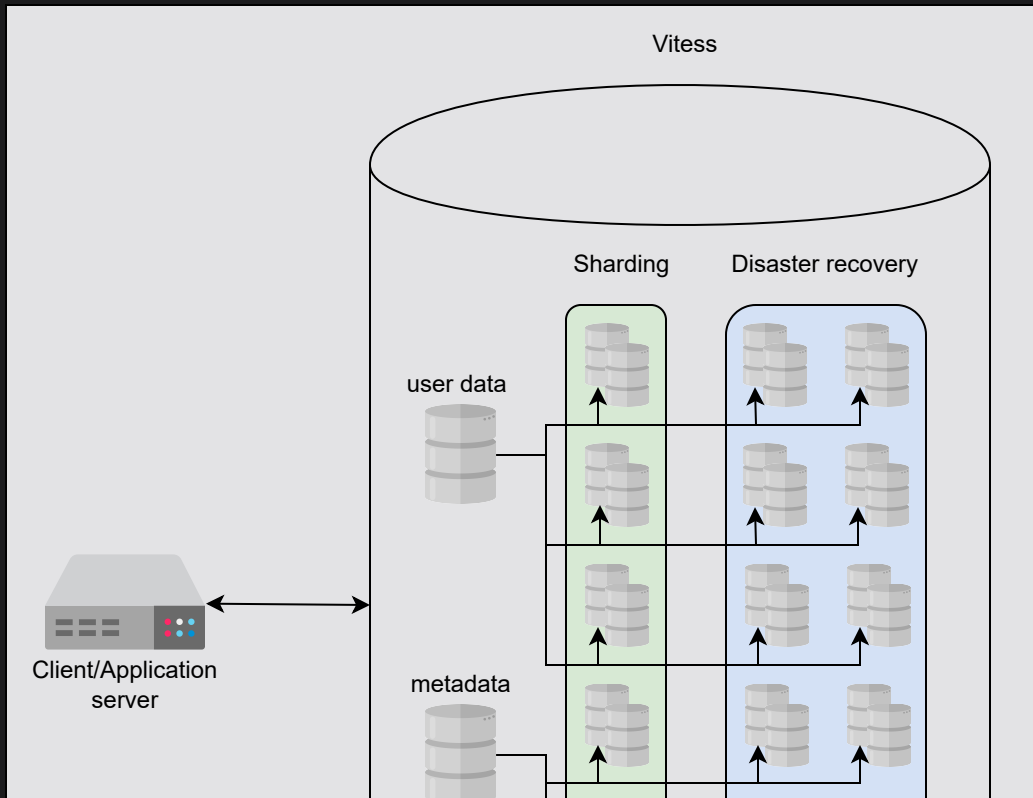 Vitess
Sharding
Disaster recovery
user data
Client/Application
server
metadata